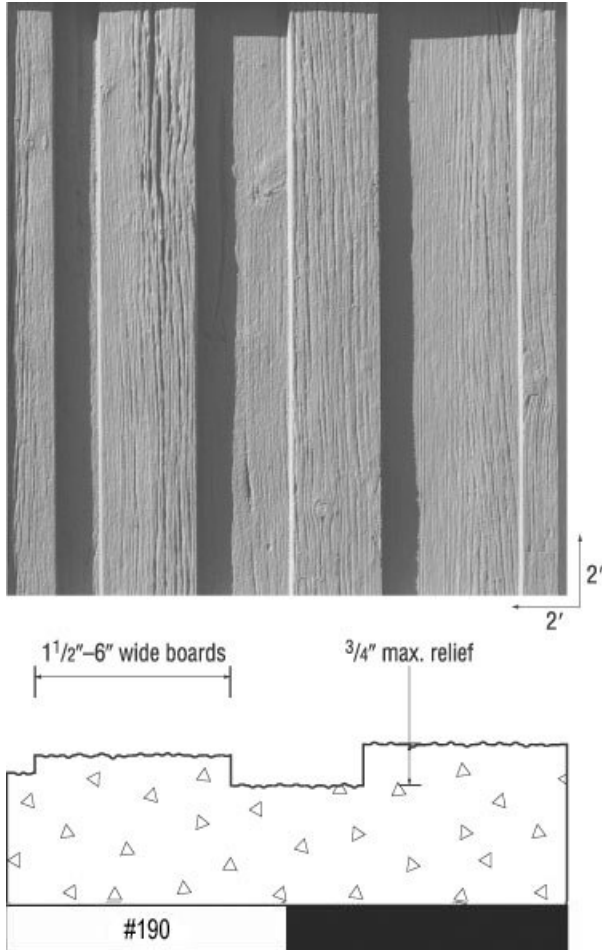 2'
2'
1 1/2"–6" wide boards
3/4" max. relief
#190